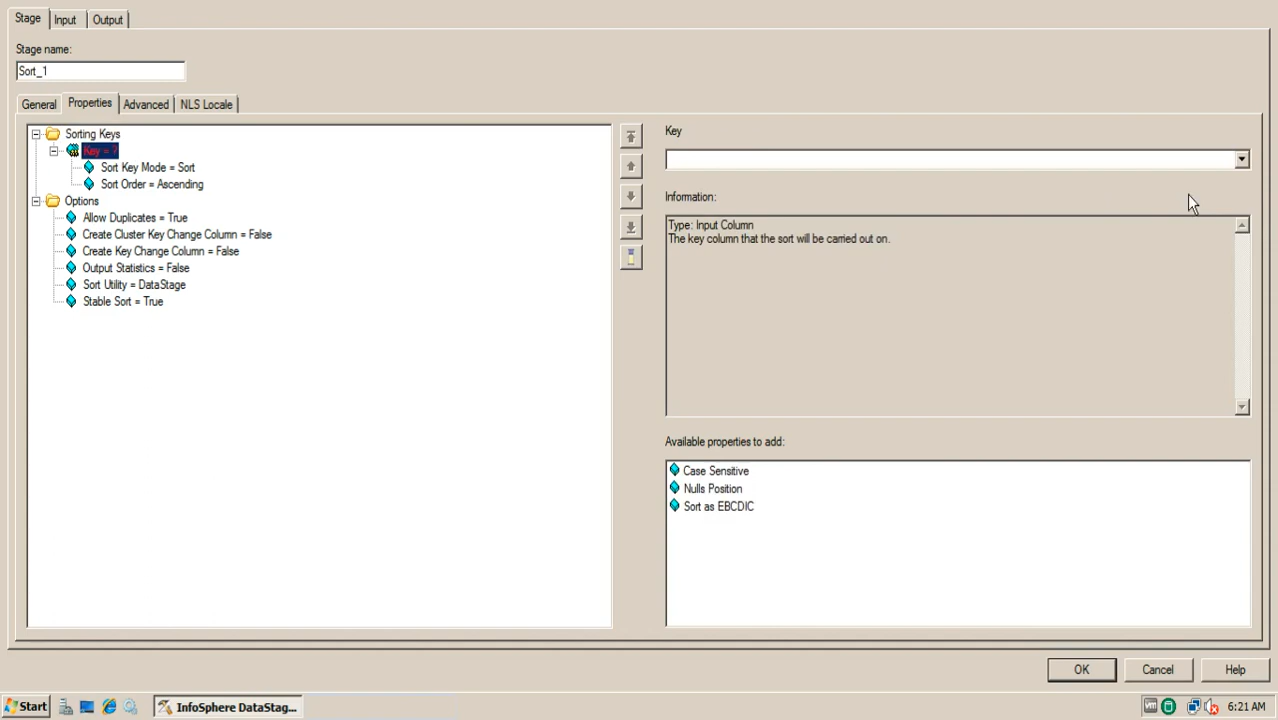 Stage Input Output
Stage name:
Sort_1
General Properties Advanced NLS Locale
Sorting Keys
Key = ?
Sort Key Mode = Sort
Sort Order = Ascending
Options
Allow Duplicates = True
Create Cluster Key Change Column = False
Create Key Change Column = False
Output Statistics = False
Sort Utility = DataStage
Stable Sort = True
Key
Information:
Type: Input Column
The key column that the sort will be carried out on.
Available properties to add:
Case Sensitive
Nulls Position
Sort as EBCDIC
OK Cancel Help
Start InfoSphere DataStag... Vm 6:21 AM